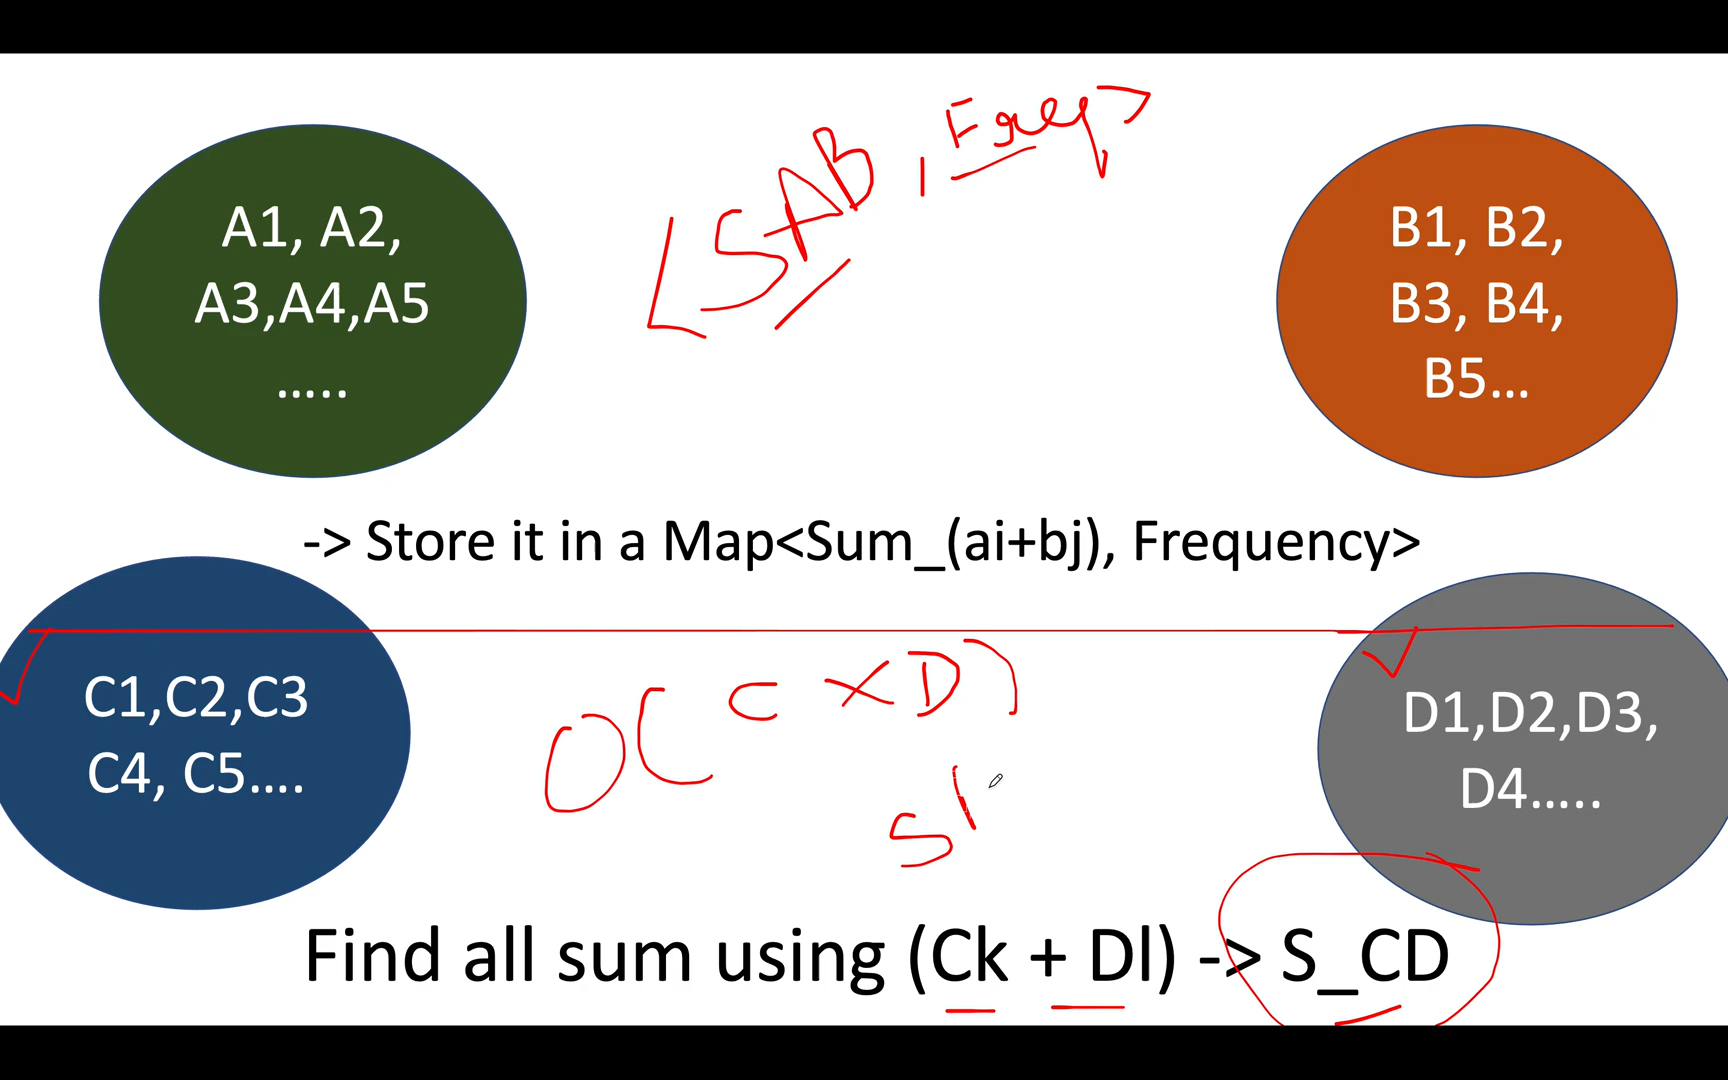 <SAB, Freq>
A1, A2,
A3,A4,A5
.....
B1, B2,
B3, B4,
B5...
-> Store it in a Map<Sum_(ai+bj), Frequency>
C1,C2,C3
C4, C5....
O(C×D)
D1,D2,D3,
D4.....
Find all sum using (Ck + Dl) -> S_CD